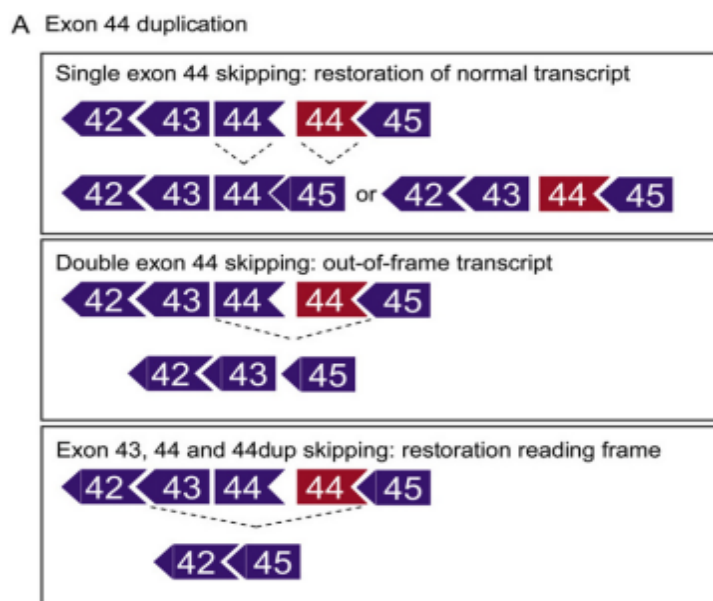 A Exon 44 duplication
Single exon 44 skipping: restoration of normal transcript
42 43 44 44 45
42 43 44 45 or 42 43 44 45
Double exon 44 skipping: out-of-frame transcript
42 43 44 44 45
42 43 45
Exon 43, 44 and 44dup skipping: restoration reading frame
42 43 44 44 45
42 45